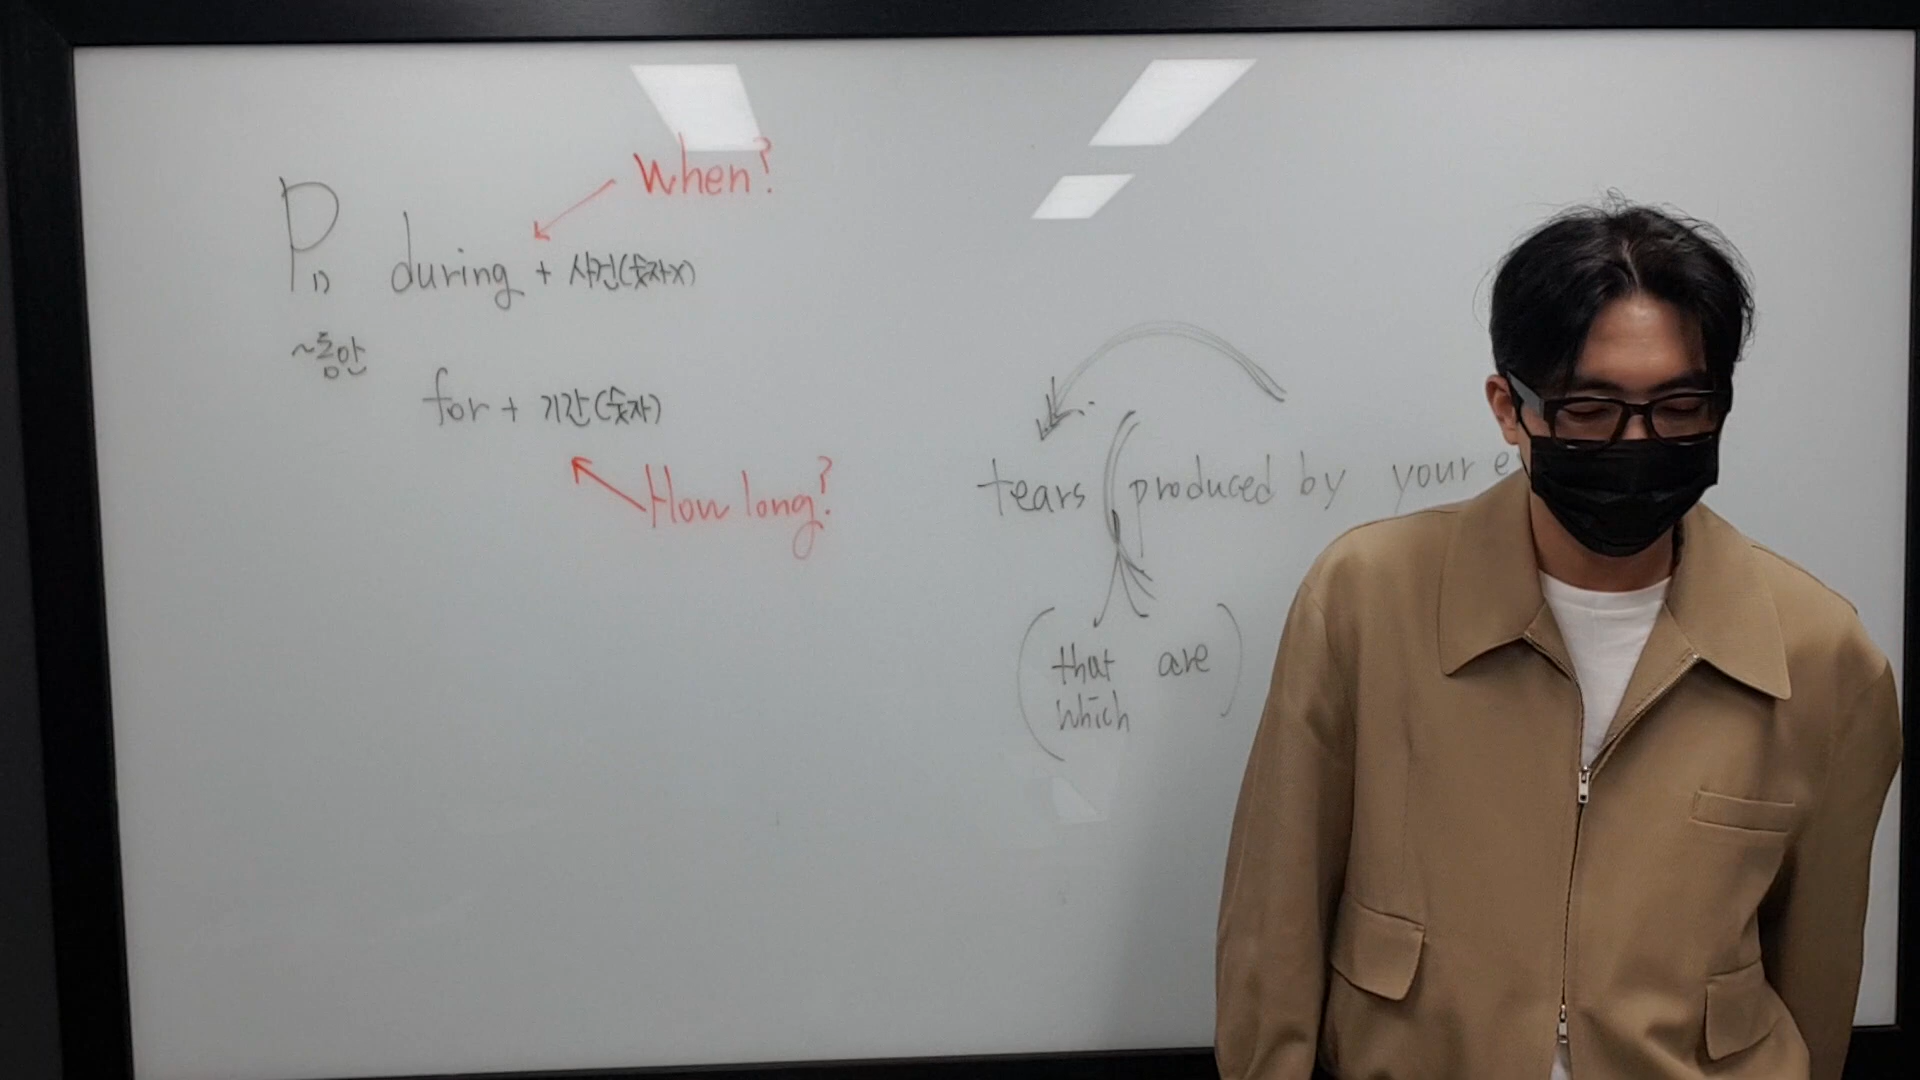 When?
P.
1) during + 사건(숫자x)
~동안
for + 기간(숫자)
How long?
tears (produced by your e
(that are)
which